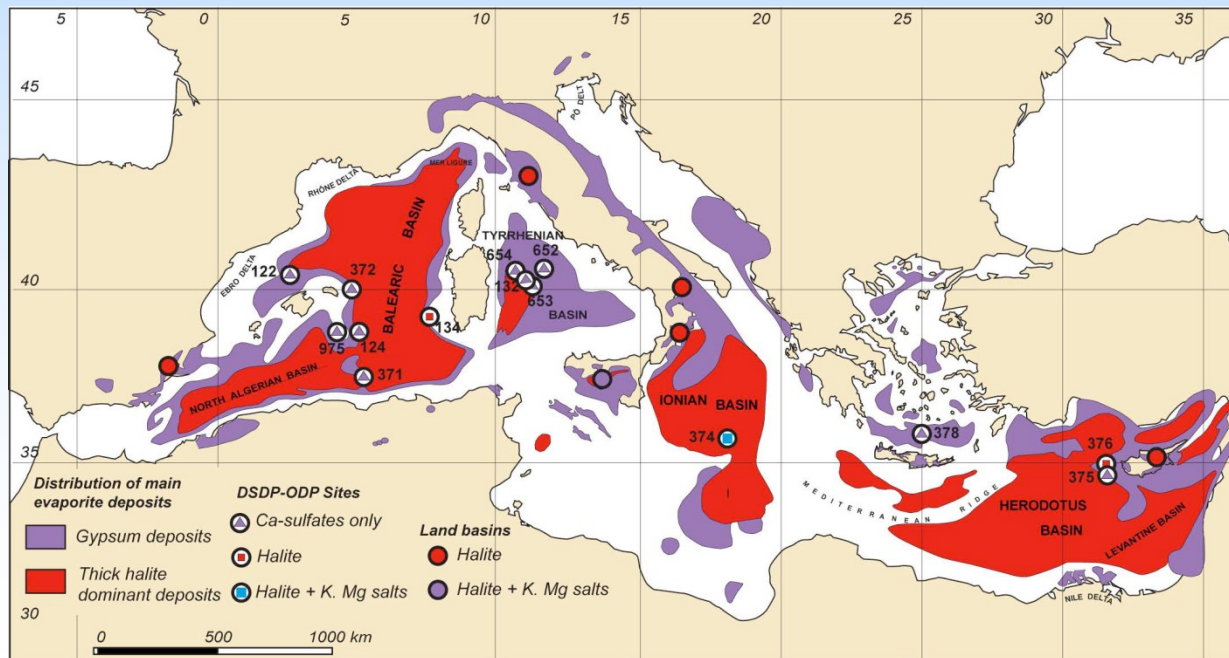 5
0
5
10
15
20
25
30
35
45
40
35
30
PÒ DELT
MER LIGURE
RHÔNE DELTA
BASIN
TYRRHENIAN
654
652
122
372
EBRO DELTA
132
653
BASIN
BALEARIC
134
975
124
371
NORTH ALGERIAN BASIN
IONIAN
BASIN
374
378
376
375
MEDITERRANEAN RIDGE
HERODOTUS
BASIN
LEVANTINE BASIN
NILE DELTA
Distribution of main
evaporite deposits
Gypsum deposits
Thick halite
dominant deposits
DSDP-ODP Sites
Ca-sulfates only
Halite
Halite + K. Mg salts
Land basins
Halite
Halite + K. Mg salts
0
500
1000 km